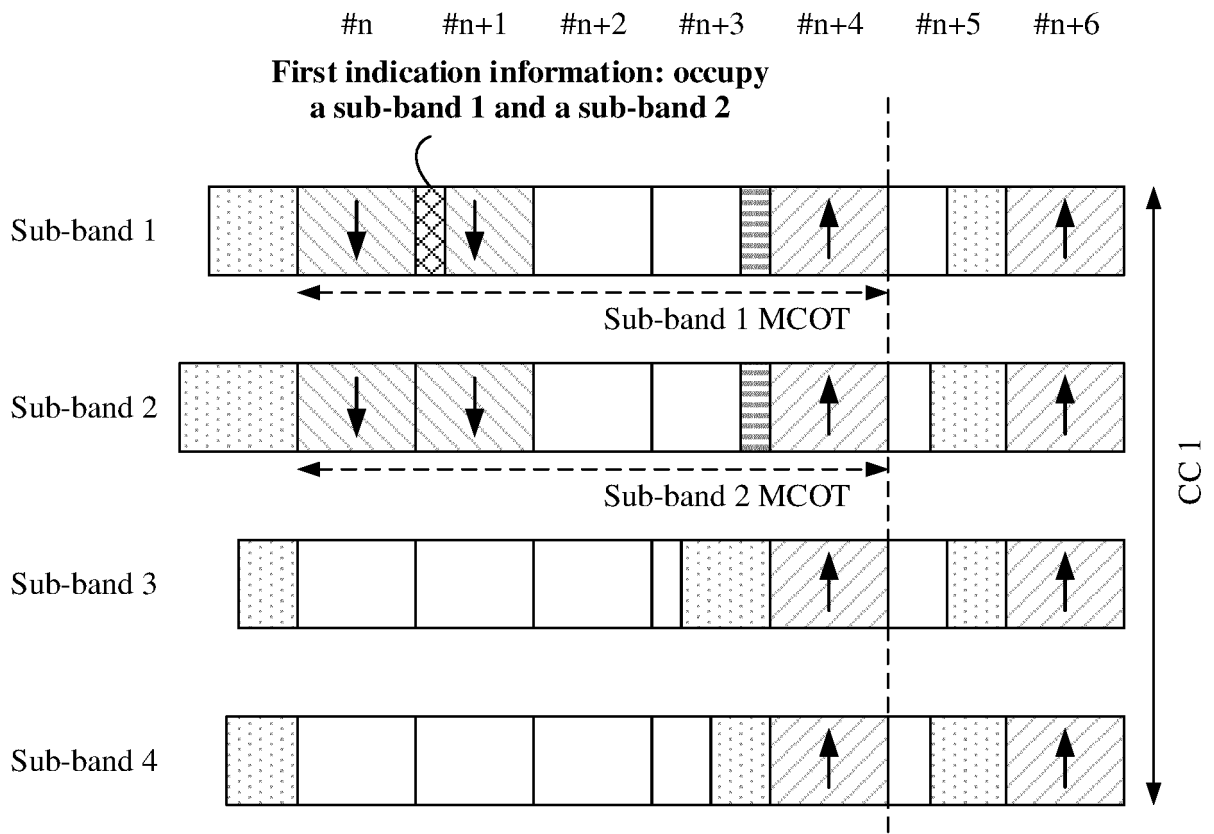 #n #n+1 #n+2 #n+3 #n+4 #n+5 #n+6
First indication information: occupy
a sub-band 1 and a sub-band 2
Sub-band 1
Sub-band 1 MCOT
Sub-band 2
Sub-band 2 MCOT
CC 1
Sub-band 3
Sub-band 4